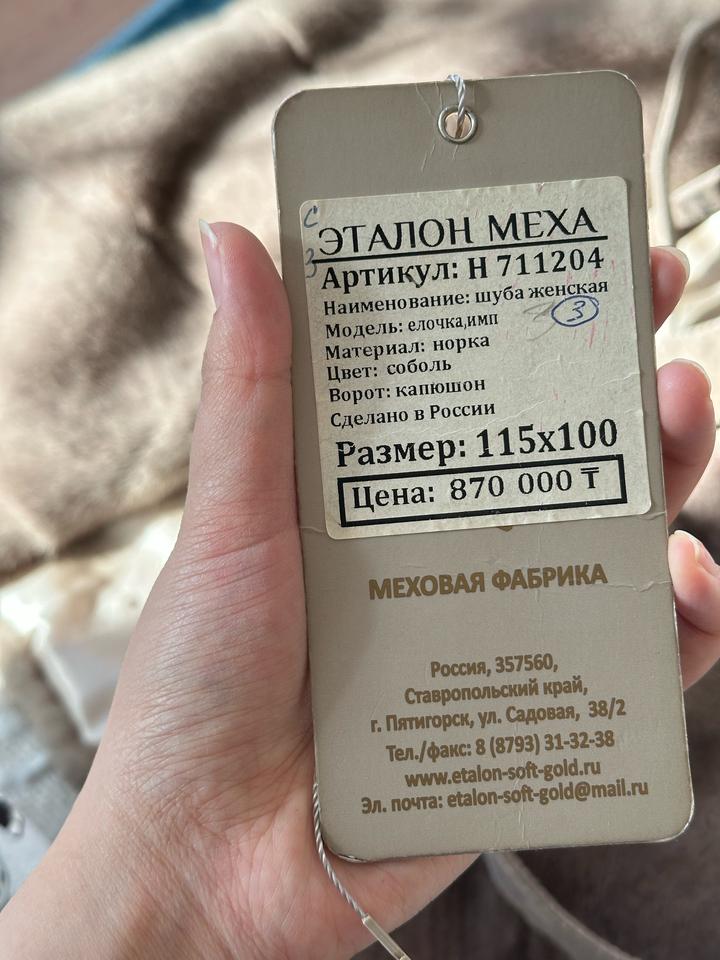 С
ЭТАЛОН МЕХА
З
Артикул: Н 711204
Наименование: шуба женская
3
Модель: елочка,имп
Материал: норка
Цвет: соболь
Ворот: капюшон
Сделано в России
Размер: 115х100
Цена: 870 000 ₸
МЕХОВАЯ ФАБРИКА
Россия, 357560,
Ставропольский край,
г. Пятигорск, ул. Садовая, 38/2
Тел./факс: 8 (8793) 31-32-38
www.etalon-soft-gold.ru
Эл. почта: etalon-soft-gold@mail.ru